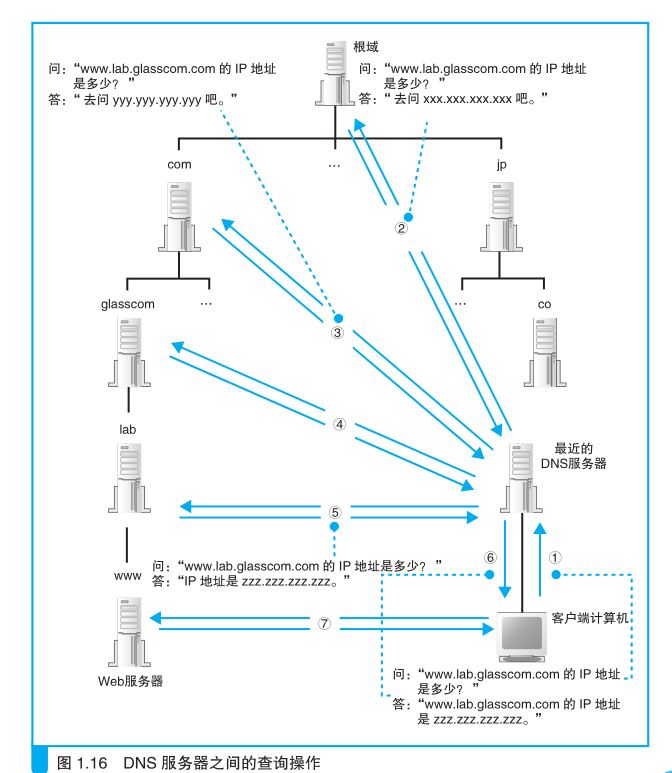 根域
问：“www.lab.glasscom.com 的 IP 地址
是多少？”
答：“去问 yyy.yyy.yyy.yyy 吧。”
问：“www.lab.glasscom.com 的 IP 地址
是多少？”
答：“去问 xxx.xxx.xxx.xxx 吧。”
com
…
jp
②
glasscom
…
…
co
③
④
lab
最近的
DNS服务器
⑤
问：“www.lab.glasscom.com 的 IP 地址是多少？”
答：“IP 地址是 zzz.zzz.zzz.zzz。”
⑥
①
www
⑦
客户端计算机
Web服务器
问：“www.lab.glasscom.com 的 IP 地址
是多少？”
答：“www.lab.glasscom.com 的 IP 地址
是 zzz.zzz.zzz.zzz。”
图 1.16 DNS 服务器之间的查询操作